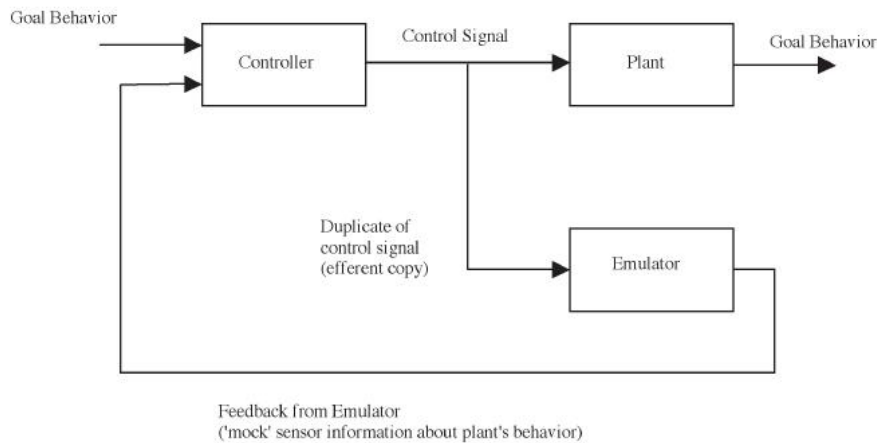 Goal Behavior
Controller
Control Signal
Plant
Goal Behavior
Duplicate of
control signal
(efferent copy)
Emulator
Feedback from Emulator
('mock' sensor information about plant's behavior)